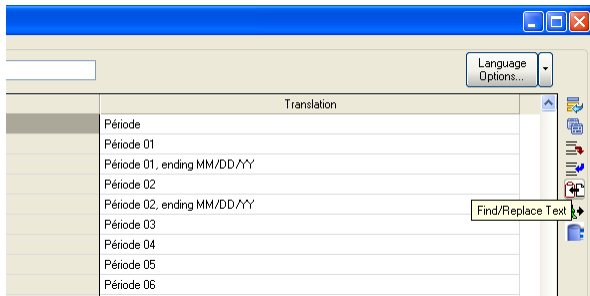 Language
Options...
Translation
Période
Période 01
Période 01, ending MM/DD/YY
Période 02
Période 02, ending MM/DD/YY
Find/Replace Text
Période 03
Période 04
Période 05
Période 06